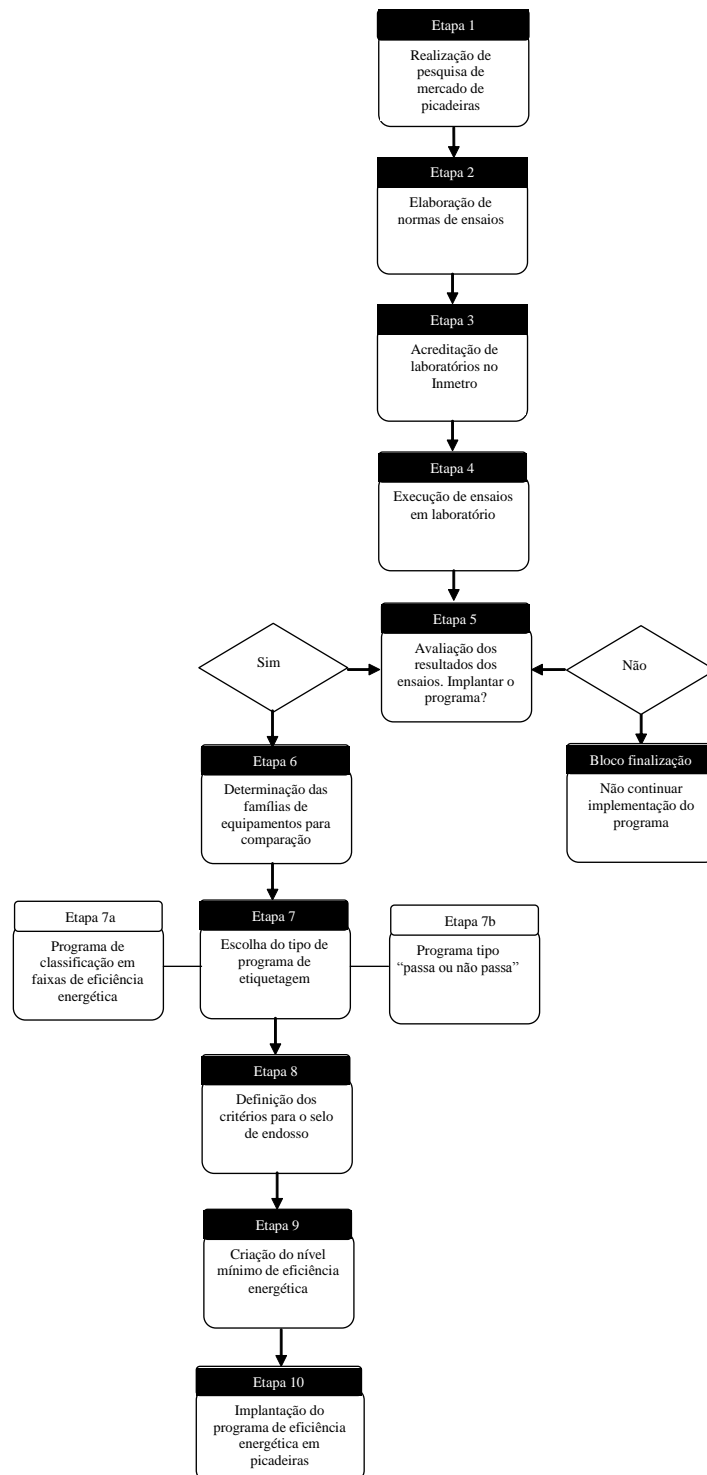 Etapa 1
Realização de
pesquisa de
mercado de
picadeiras
Etapa 2
Elaboração de
normas de ensaios
Etapa 3
Acreditação de
laboratórios no
Inmetro
Etapa 4
Execução de ensaios
em laboratório
Etapa 5
Avaliação dos
resultados dos
ensaios. Implantar o
programa?
Sim
Não
Etapa 6
Determinação das
famílias de
equipamentos para
comparação
Bloco finalização
Não continuar
implementação do
programa
Etapa 7a
Programa de
classificação em
faixas de eficiência
energética
Etapa 7
Escolha do tipo de
programa de
etiquetagem
Etapa 7b
Programa tipo
“passa ou não passa”
Etapa 8
Definição dos
critérios para o selo
de endosso
Etapa 9
Criação do nível
mínimo de eficiência
energética
Etapa 10
Implantação do
programa de eficiência
energética em
picadeiras